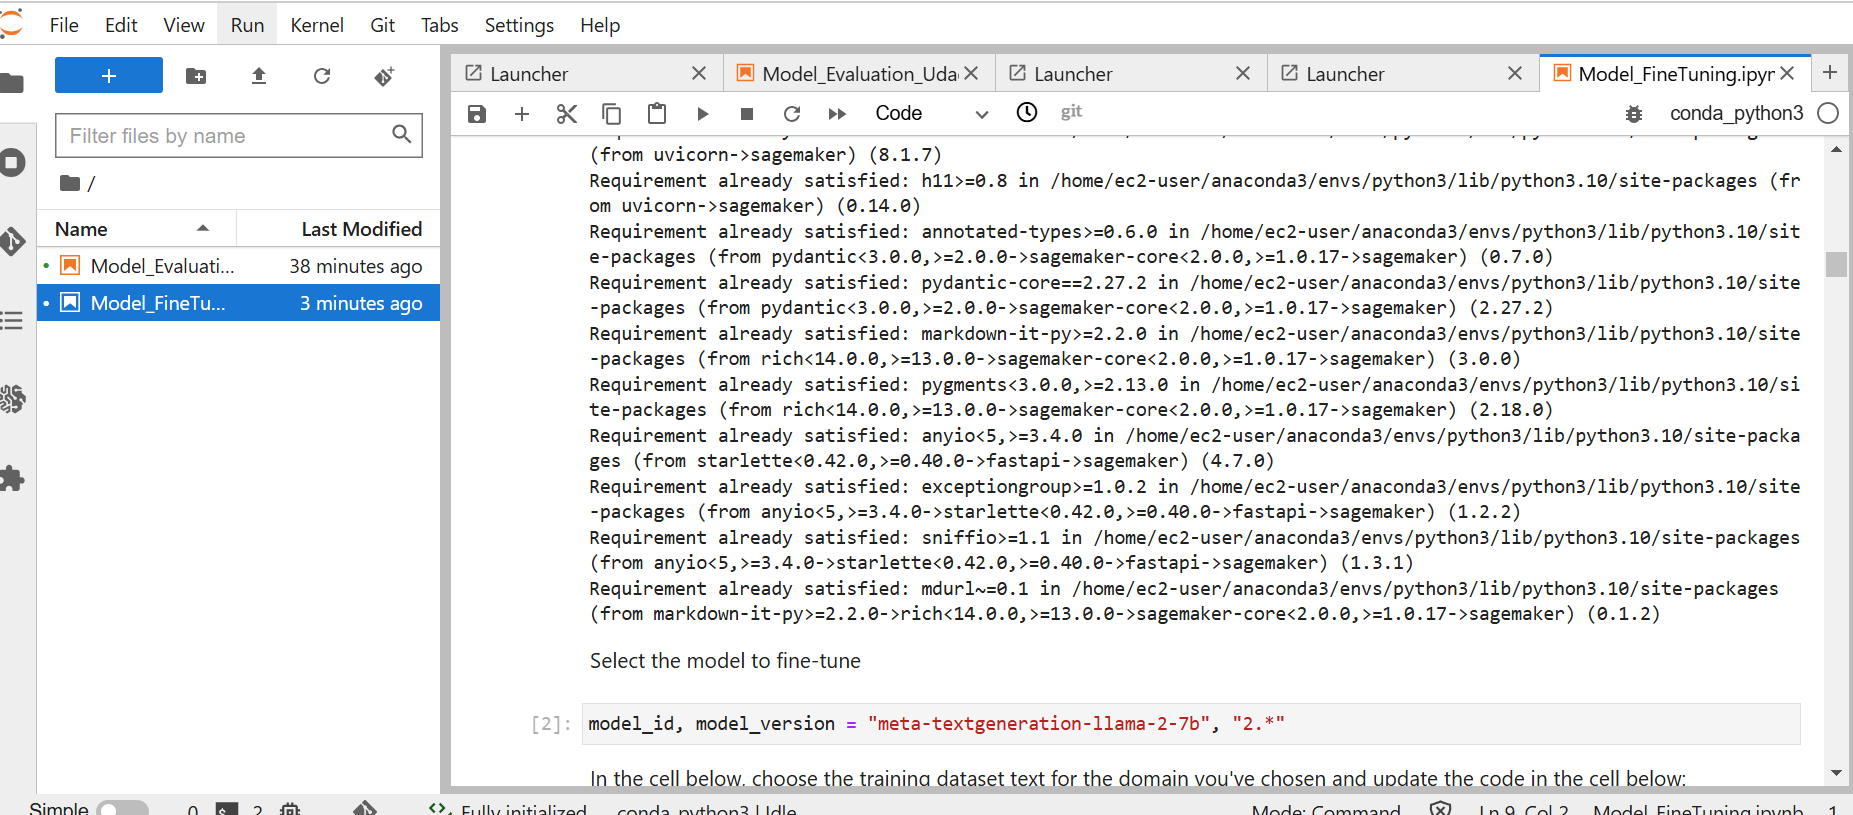 File Edit View Run Kernel Git Tabs Settings Help
+
Filter files by name
/
Name Last Modified
Model_Evaluati... 38 minutes ago
Model_FineTu... 3 minutes ago
Launcher Model_Evaluation_Uda Launcher Launcher Model_FineTuning.ipyn
Code git conda_python3
(from uvicorn->sagemaker) (8.1.7)
Requirement already satisfied: h11>=0.8 in /home/ec2-user/anaconda3/envs/python3/lib/python3.10/site-packages (fr
om uvicorn->sagemaker) (0.14.0)
Requirement already satisfied: annotated-types>=0.6.0 in /home/ec2-user/anaconda3/envs/python3/lib/python3.10/sit
e-packages (from pydantic<3.0.0,>=2.0.0->sagemaker-core<2.0.0,>=1.0.17->sagemaker) (0.7.0)
Requirement already satisfied: pydantic-core==2.27.2 in /home/ec2-user/anaconda3/envs/python3/lib/python3.10/site
-packages (from pydantic<3.0.0,>=2.0.0->sagemaker-core<2.0.0,>=1.0.17->sagemaker) (2.27.2)
Requirement already satisfied: markdown-it-py>=2.2.0 in /home/ec2-user/anaconda3/envs/python3/lib/python3.10/site
-packages (from rich<14.0.0,>=13.0.0->sagemaker-core<2.0.0,>=1.0.17->sagemaker) (3.0.0)
Requirement already satisfied: pygments<3.0.0,>=2.13.0 in /home/ec2-user/anaconda3/envs/python3/lib/python3.10/si
te-packages (from rich<14.0.0,>=13.0.0->sagemaker-core<2.0.0,>=1.0.17->sagemaker) (2.18.0)
Requirement already satisfied: anyio<5,>=3.4.0 in /home/ec2-user/anaconda3/envs/python3/lib/python3.10/site-packa
ges (from starlette<0.42.0,>=0.40.0->fastapi->sagemaker) (4.7.0)
Requirement already satisfied: exceptiongroup>=1.0.2 in /home/ec2-user/anaconda3/envs/python3/lib/python3.10/site
-packages (from anyio<5,>=3.4.0->starlette<0.42.0,>=0.40.0->fastapi->sagemaker) (1.2.2)
Requirement already satisfied: sniffio>=1.1 in /home/ec2-user/anaconda3/envs/python3/lib/python3.10/site-packages
(from anyio<5,>=3.4.0->starlette<0.42.0,>=0.40.0->fastapi->sagemaker) (1.3.1)
Requirement already satisfied: mdurl~=0.1 in /home/ec2-user/anaconda3/envs/python3/lib/python3.10/site-packages
(from markdown-it-py>=2.2.0->rich<14.0.0,>=13.0.0->sagemaker-core<2.0.0,>=1.0.17->sagemaker) (0.1.2)
Select the model to fine-tune
[2]: model_id, model_version = "meta-textgeneration-llama-2-7b", "2.*"
In the cell below, choose the training dataset text for the domain you've chosen and update the code in the cell below:
Simple 0 2 Fully initialized conda_python3 | Idle Mode: Command Ln 9, Col 2 Model_FineTuning.ipynb 1